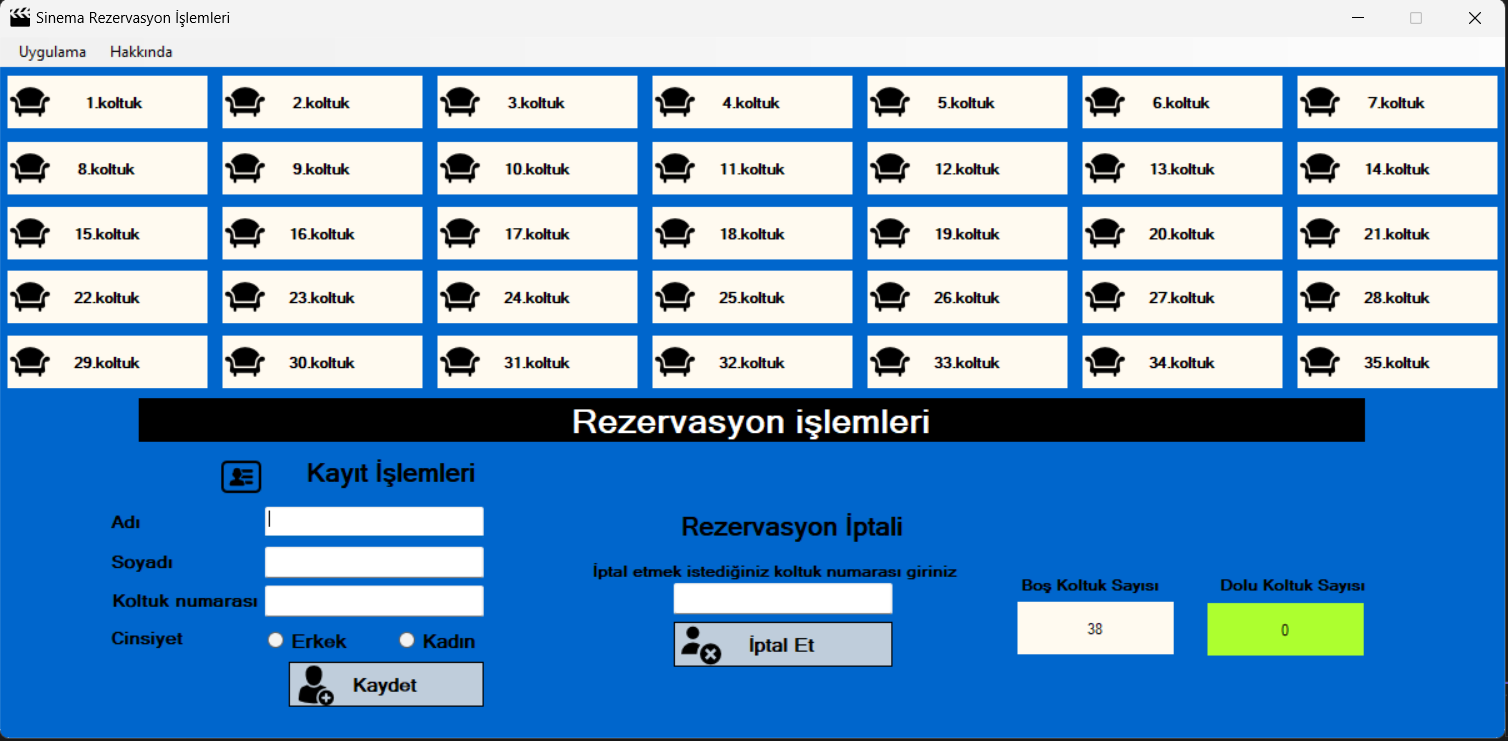 Sinema Rezervasyon İşlemleri
Uygulama Hakkında
1.koltuk 2.koltuk 3.koltuk 4.koltuk 5.koltuk 6.koltuk 7.koltuk
8.koltuk 9.koltuk 10.koltuk 11.koltuk 12.koltuk 13.koltuk 14.koltuk
15.koltuk 16.koltuk 17.koltuk 18.koltuk 19.koltuk 20.koltuk 21.koltuk
22.koltuk 23.koltuk 24.koltuk 25.koltuk 26.koltuk 27.koltuk 28.koltuk
29.koltuk 30.koltuk 31.koltuk 32.koltuk 33.koltuk 34.koltuk 35.koltuk
Rezervasyon işlemleri
Kayıt İşlemleri
Adı
Soyadı
Koltuk numarası
Cinsiyet Erkek Kadın
Kaydet
Rezervasyon İptali
İptal etmek istediğiniz koltuk numarası giriniz
İptal Et
Boş Koltuk Sayısı Dolu Koltuk Sayısı
38 0